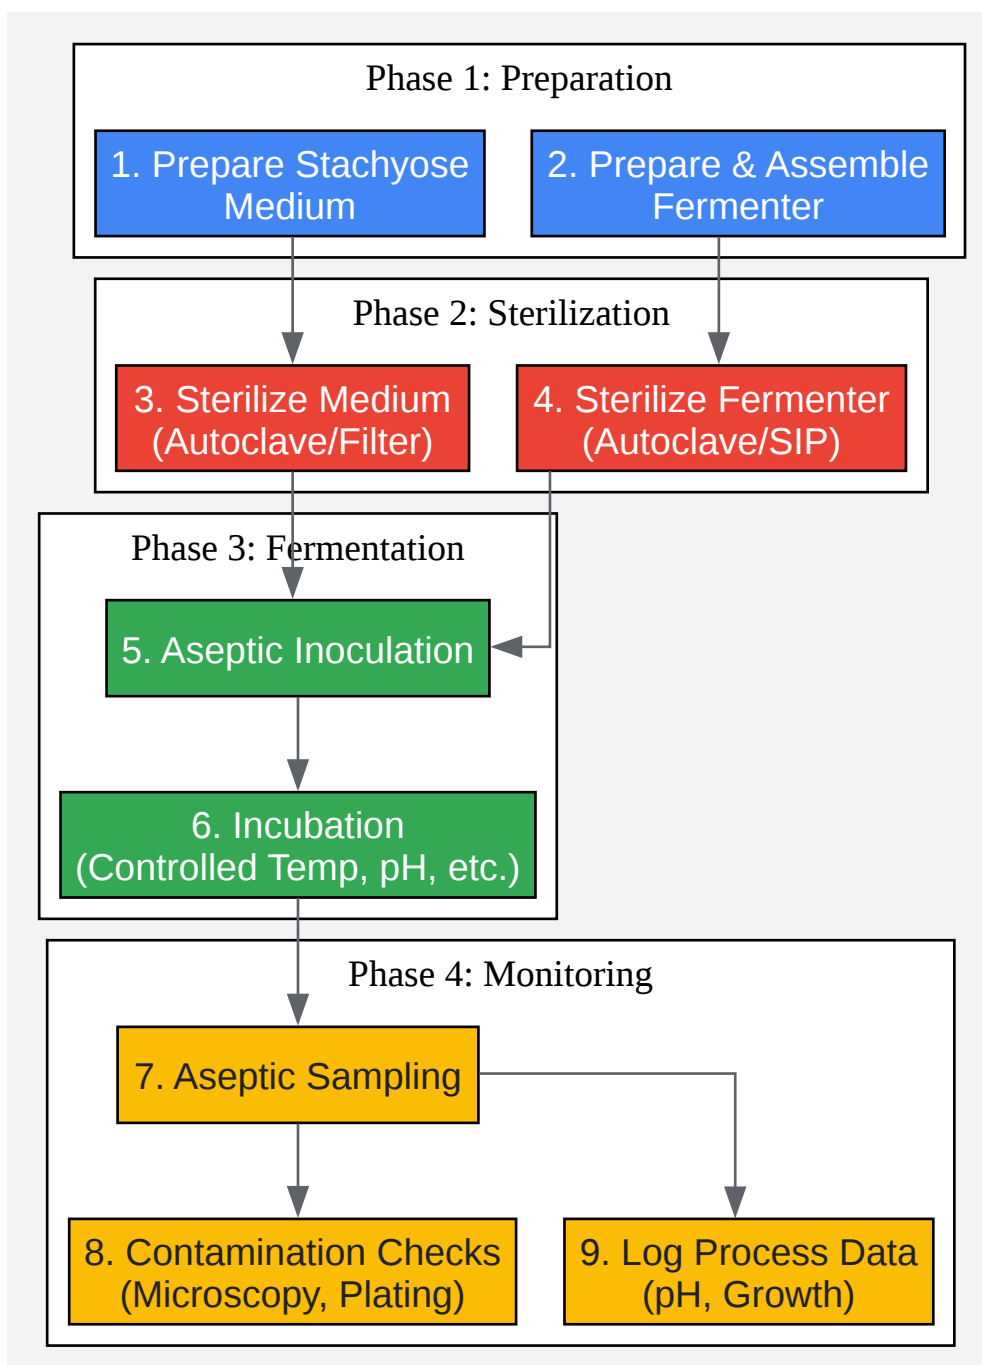 Phase 1: Preparation
1. Prepare Stachyose
Medium
2. Prepare & Assemble
Fermenter
Phase 2: Sterilization
3. Sterilize Medium
(Autoclave/Filter)
4. Sterilize Fermenter
(Autoclave/SIP)
Phase 3: Fermentation
5. Aseptic Inoculation
6. Incubation
(Controlled Temp, pH, etc.)
Phase 4: Monitoring
7. Aseptic Sampling
8. Contamination Checks
(Microscopy, Plating)
9. Log Process Data
(pH, Growth)